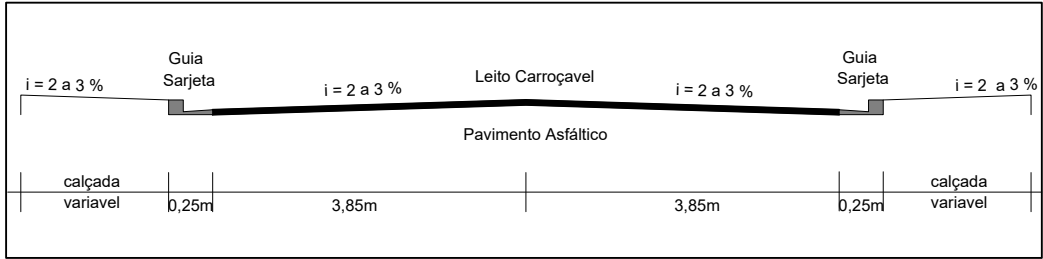 Guia
Sarjeta
i = 2 a 3 %
i = 2 a 3 %
Leito Carroçavel
i = 2 a 3 %
Guia
Sarjeta
i = 2 a 3 %
Pavimento Asfáltico
calçada
variavel
0,25m
3,85m
3,85m
0,25m
calçada
variavel